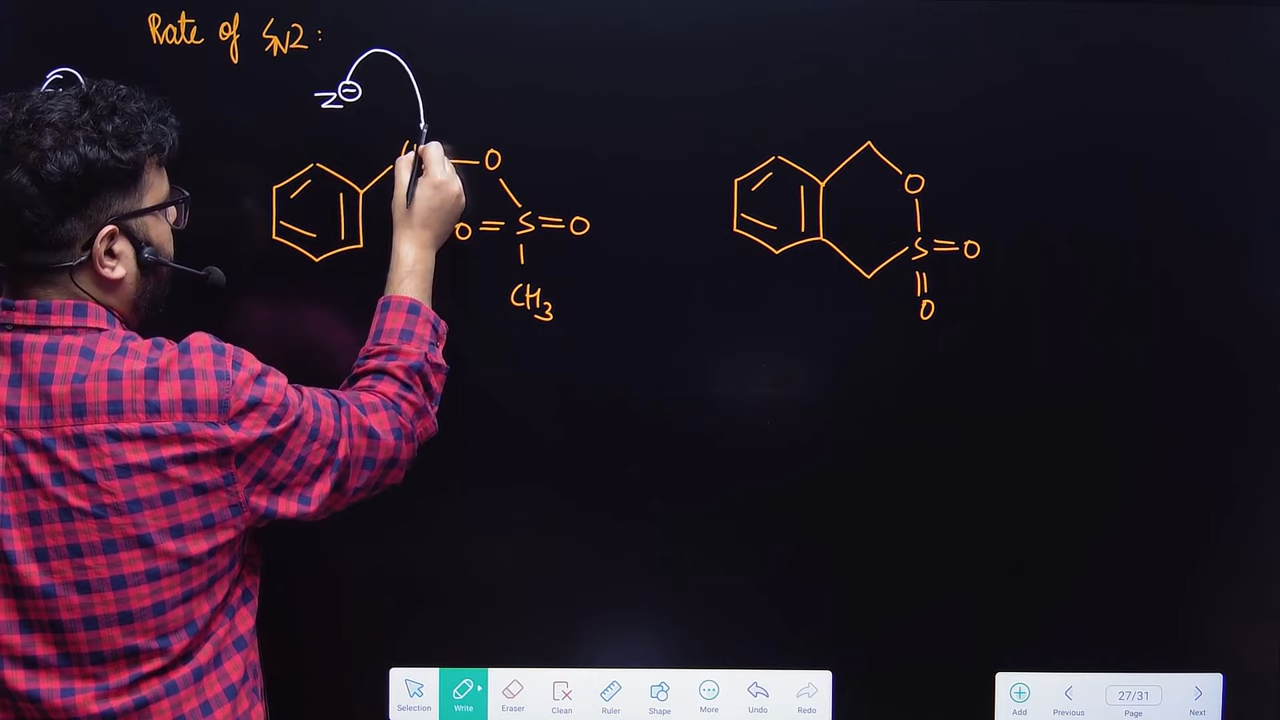 Rate of SN2 :
N⊖
O
O=S=O
CH3
O
S=O
O
Selection Write Eraser Clean Ruler Shape More Undo Redo
Add Previous 27/31 Page Next